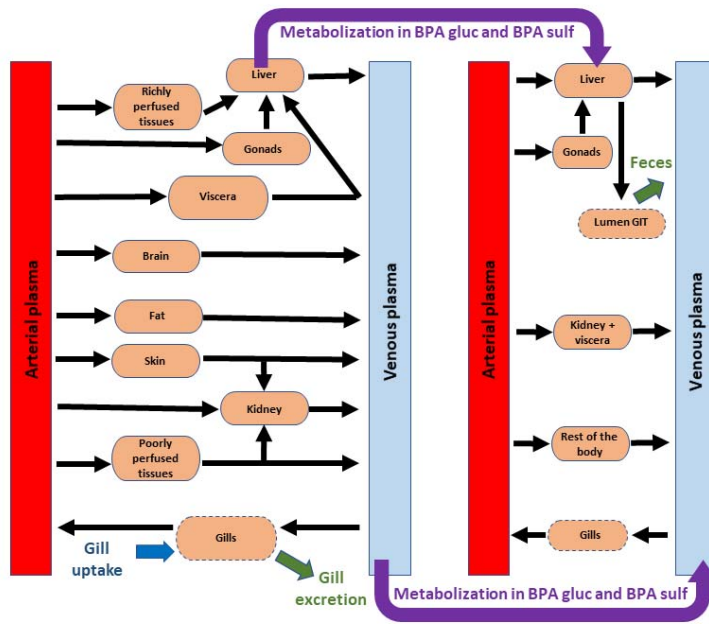 Metabolization in BPA gluc and BPA sulf
Arterial plasma
Richly
perfused
tissues
Liver
Gonads
Viscera
Brain
Fat
Skin
Kidney
Poorly
perfused
tissues
Gills
Gill
uptake
Gill
excretion
Venous plasma
Arterial plasma
Liver
Gonads
Feces
Lumen GIT
Kidney +
viscera
Rest of the
body
Gills
Venous plasma
Metabolization in BPA gluc and BPA sulf